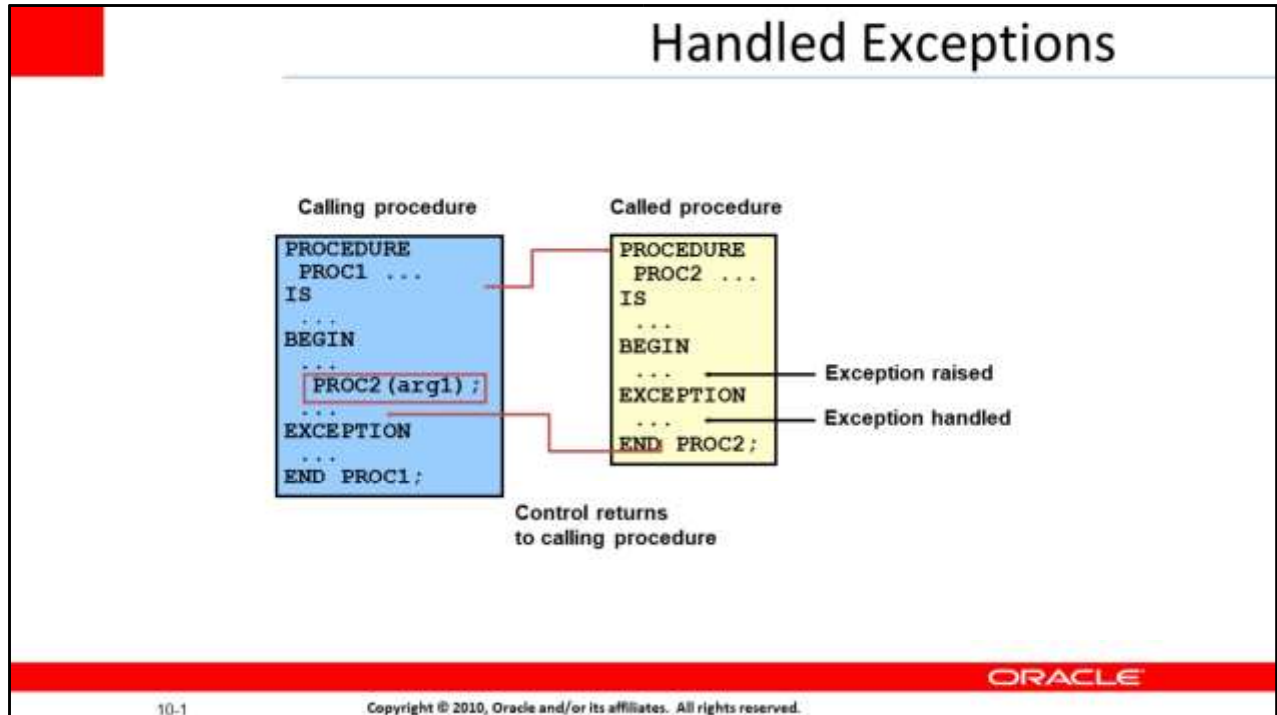 Handled Exceptions
Calling procedure
PROCEDURE
PROC1 ...
IS
...
BEGIN
...
PROC2(arg1);
...
EXCEPTION
...
END PROC1;
Called procedure
PROCEDURE
PROC2 ...
IS
...
BEGIN
...
EXCEPTION
...
END PROC2;
Exception raised
Exception handled
Control returns
to calling procedure
ORACLE
10-1
Copyright © 2010, Oracle and/or its affiliates. All rights reserved.